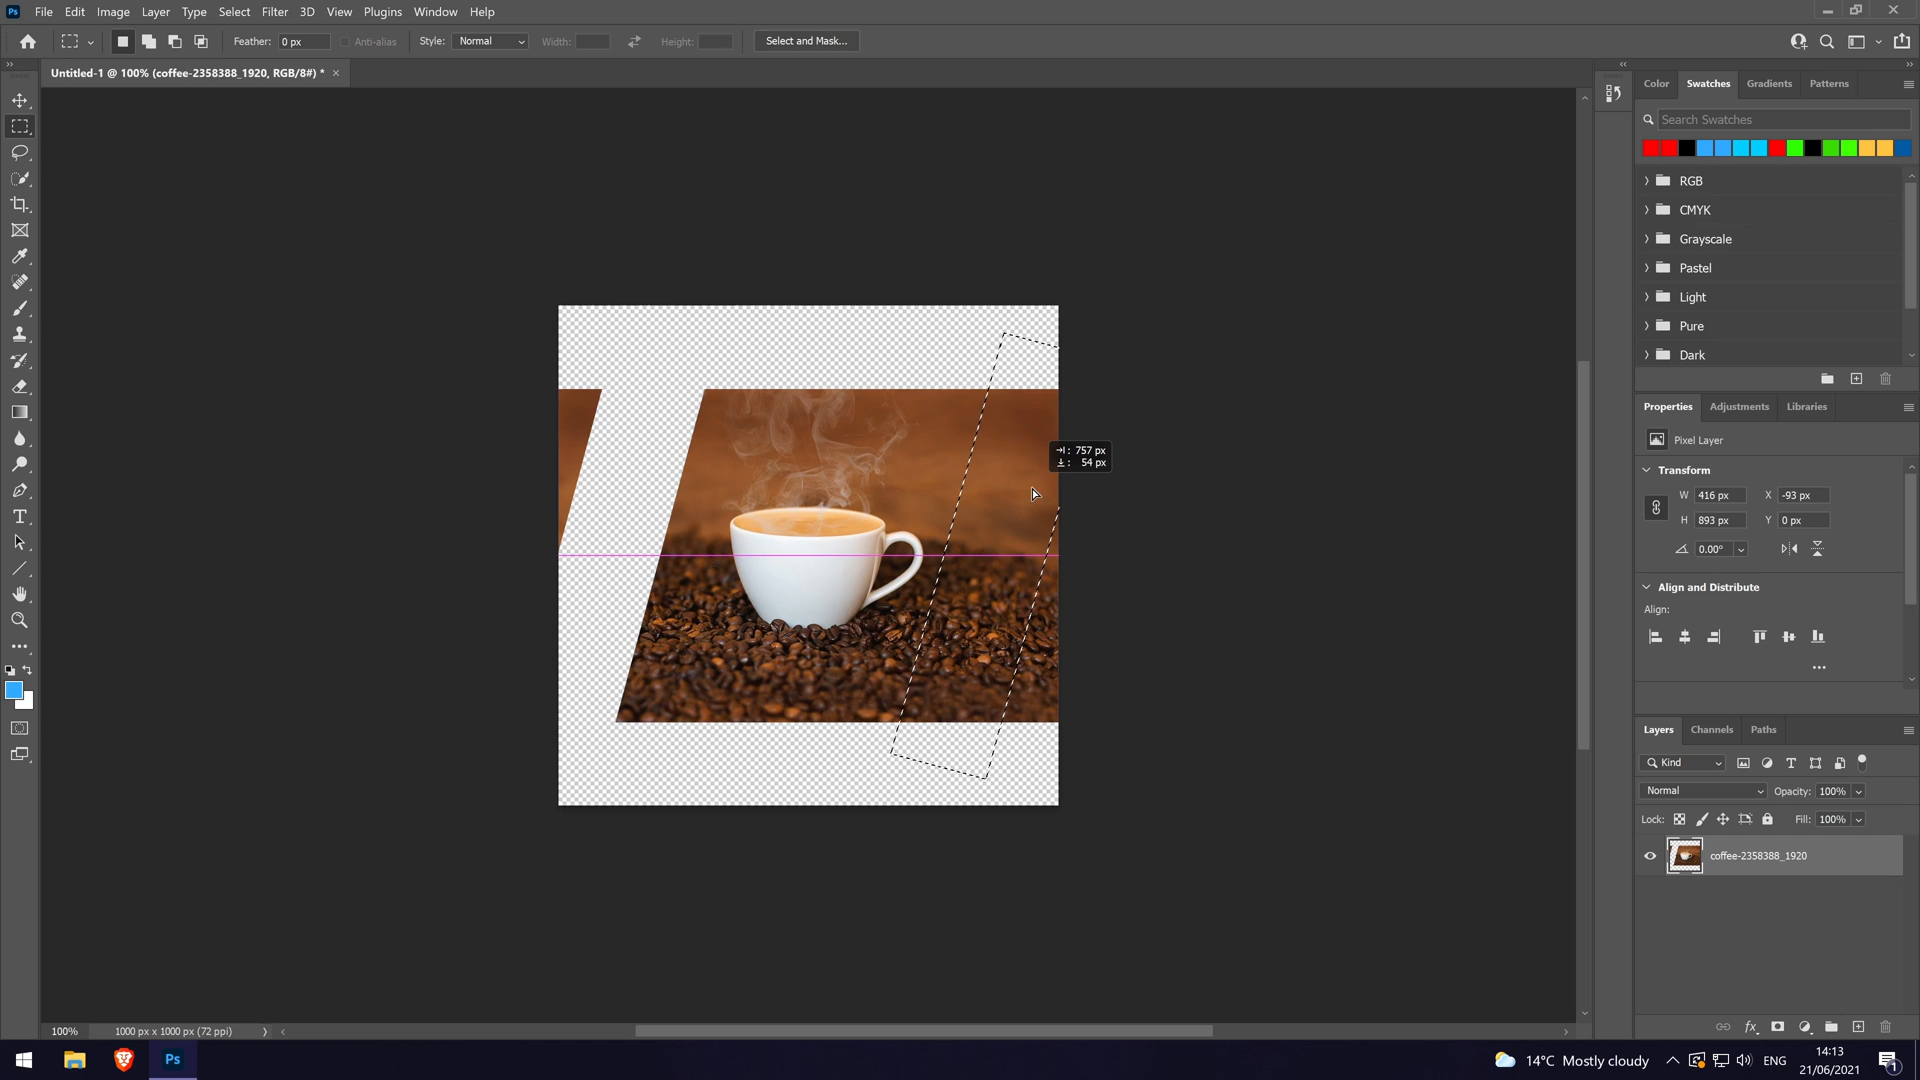 Ps File Edit Image Layer Type Select Filter 3D View Plugins Window Help
Feather: 0 px Anti-alias Style: Normal Width: Height: Select and Mask...
Untitled-1 @ 100% (coffee-2358388_1920, RGB/8#) * ×
Color Swatches Gradients Patterns
Search Swatches
RGB
CMYK
Grayscale
Pastel
Light
Pure
Dark
Properties Adjustments Libraries
Pixel Layer
Transform
W 416 px X -93 px
H 893 px Y 0 px
0.00°
Align and Distribute
Align:
757 px
54 px
Layers Channels Paths
Kind
Normal Opacity: 100%
Lock: Fill: 100%
coffee-2358388_1920
fx
100% 1000 px x 1000 px (72 ppi)
Ps 14°C Mostly cloudy ENG 14:13
21/06/2021
1